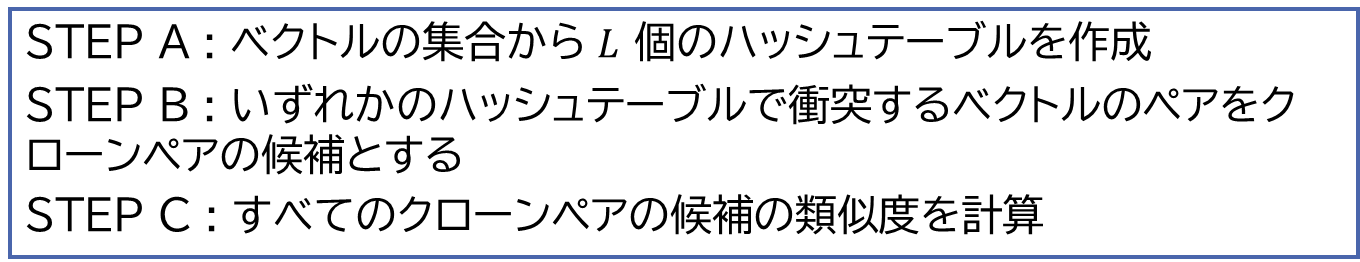 STEP A : ベクトルの集合から L 個のハッシュテーブルを作成
STEP B : いずれかのハッシュテーブルで衝突するベクトルのペアをク
ローンペアの候補とする
STEP C : すべてのクローンペアの候補の類似度を計算